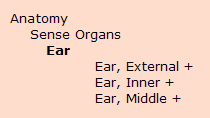 Anatomy
Sense Organs
Ear
Ear, External +
Ear, Inner +
Ear, Middle +